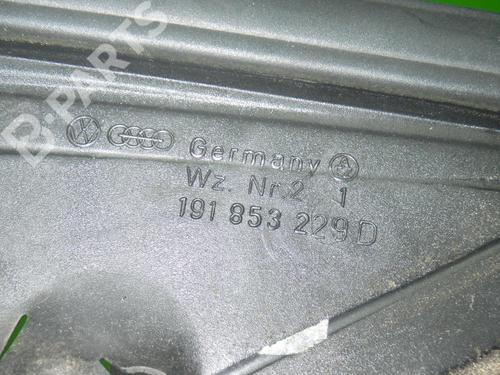 B-PARTS
Germany
Wz. Nr.2 1
191 853 229 D